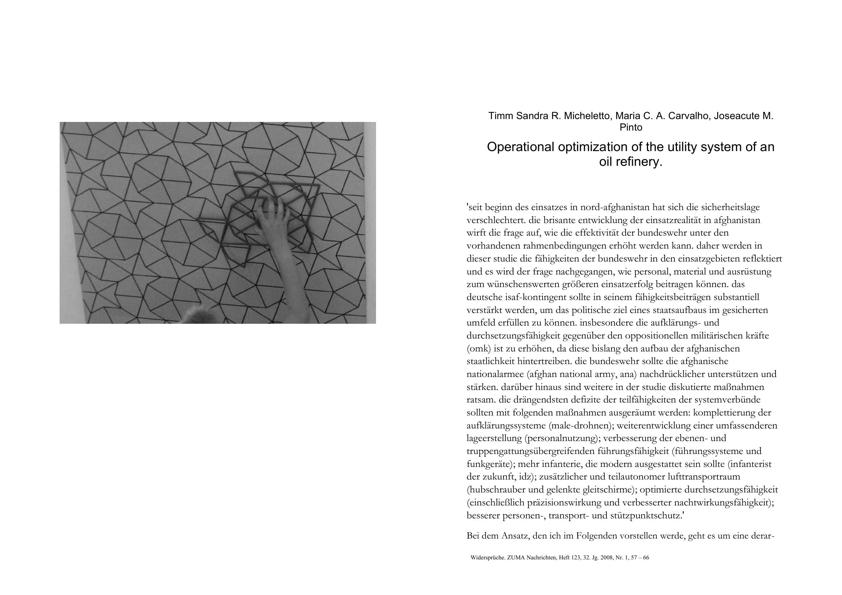 Timm Sandra R. Micheletto, Maria C. A. Carvalho, Joseacute M.
Pinto
Operational optimization of the utility system of an
oil refinery.
'seit beginn des einsatzes in nord-afghanistan hat sich die sicherheitslage
verschlechtert. die brisante entwicklung der einsatzrealität in afghanistan
wirft die frage auf, wie die effektivität der bundeswehr unter den
vorhandenen rahmenbedingungen erhöht werden kann. daher werden in
dieser studie die fähigkeiten der bundeswehr in den einsatzgebieten reflektiert
und es wird der frage nachgegangen, wie personal, material und ausrüstung
zum wünschenswerten größeren einsatzerfolg beitragen können. das
deutsche isaf-kontingent sollte in seinem fähigkeitsbeiträgen substantiell
verstärkt werden, um das politische ziel eines staatsaufbaus im gesicherten
umfeld erfüllen zu können. insbesondere die aufklärungs- und
durchsetzungsfähigkeit gegenüber den oppositionellen militärischen kräfte
(omk) ist zu erhöhen, da diese bislang den aufbau der afghanischen
staatlichkeit hintertreiben. die bundeswehr sollte die afghanische
nationalarmee (afghan national army, ana) nachdrücklicher unterstützen und
stärken. darüber hinaus sind weitere in der studie diskutierte maßnahmen
ratsam. die drängendsten defizite der teilfähigkeiten der systemverbünde
sollten mit folgenden maßnahmen ausgeräumt werden: komplettierung der
aufklärungssysteme (male-drohnen); weiterentwicklung einer umfassenderen
lageerstellung (personalnutzung); verbesserung der ebenen- und
truppengattungsübergreifenden führungsfähigkeit (führungssysteme und
funkgeräte); mehr infanterie, die modern ausgestattet sein sollte (infanterist
der zukunft, idz); zusätzlicher und teilautonomer lufttransportraum
(hubschrauber und gelenkte gleitschirme); optimierte durchsetzungsfähigkeit
(einschließlich präzisionswirkung und verbesserter nachtwirkungsfähigkeit);
besserer personen-, transport- und stützpunktschutz.'
Bei dem Ansatz, den ich im Folgenden vorstellen werde, geht es um eine derar-
Widersprüche. ZUMA Nachrichten, Heft 123, 32. Jg. 2008, Nr. 1, 57 – 66